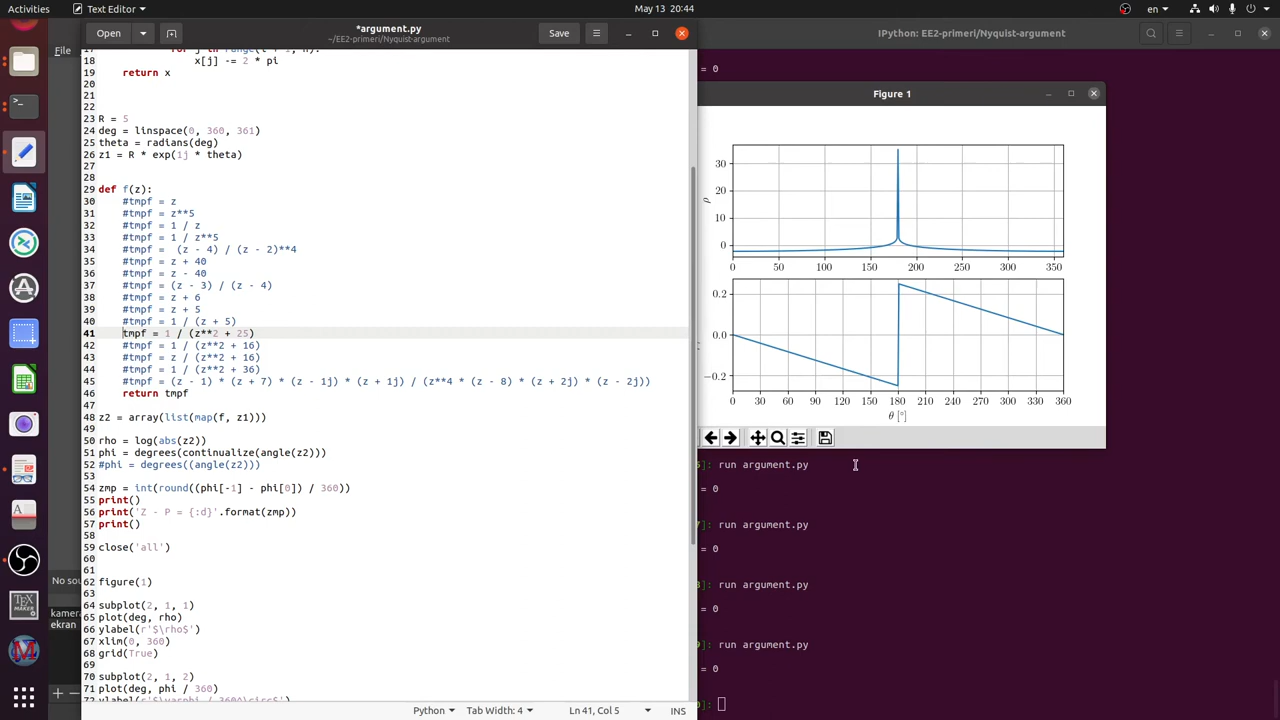 Activities Text Editor May 13 20:44 en
Open *argument.py ~/EE2-primeri/Nyquist-argument Save
File
18 x[j] -= 2 * pi
19 return x
20
21
22
23 R = 5
24 deg = linspace(0, 360, 361)
25 theta = radians(deg)
26 z1 = R * exp(1j * theta)
27
28
29 def f(z):
30 #tmpf = z
31 #tmpf = z**5
32 #tmpf = 1 / z
33 #tmpf = 1 / z**5
34 #tmpf =  (z - 4) / (z - 2)**4
35 #tmpf = z + 40
36 #tmpf = z - 40
37 #tmpf = (z - 3) / (z - 4)
38 #tmpf = z + 6
39 #tmpf = z + 5
40 #tmpf = 1 / (z + 5)
41 tmpf = 1 / (z**2 + 25)
42 #tmpf = 1 / (z**2 + 16)
43 #tmpf = z / (z**2 + 16)
44 #tmpf = 1 / (z**2 + 36)
45 #tmpf = (z - 1) * (z + 7) * (z - 1j) * (z + 1j) / (z**4 * (z - 8) * (z + 2j) * (z - 2j))
46 return tmpf
47
48 z2 = array(list(map(f, z1)))
49
50 rho = log(abs(z2))
51 phi = degrees(continualize(angle(z2)))
52 #phi = degrees((angle(z2)))
53
54 zmp = int(round((phi[-1] - phi[0]) / 360))
55 print()
56 print('Z - P = {:d}'.format(zmp))
57 print()
58
59 close('all')
60
61
62 figure(1)
63
64 subplot(2, 1, 1)
65 plot(deg, rho)
66 ylabel(r'$\rho$')
67 xlim(0, 360)
68 grid(True)
69
70 subplot(2, 1, 2)
71 plot(deg, phi / 360)
Python Tab Width: 4 Ln 41, Col 5 INS
No sou
kamera
ekran
IPython: EE2-primeri/Nyquist-argument
= 0
Figure 1
30
20
10
0
ρ
0 50 100 150 200 250 300 350
0.2
0.0
−0.2
0 30 60 90 120 150 180 210 240 270 300 330 360
θ [°]
]: run argument.py
= 0
]: run argument.py
= 0
]: run argument.py
= 0
]: run argument.py
= 0
]: